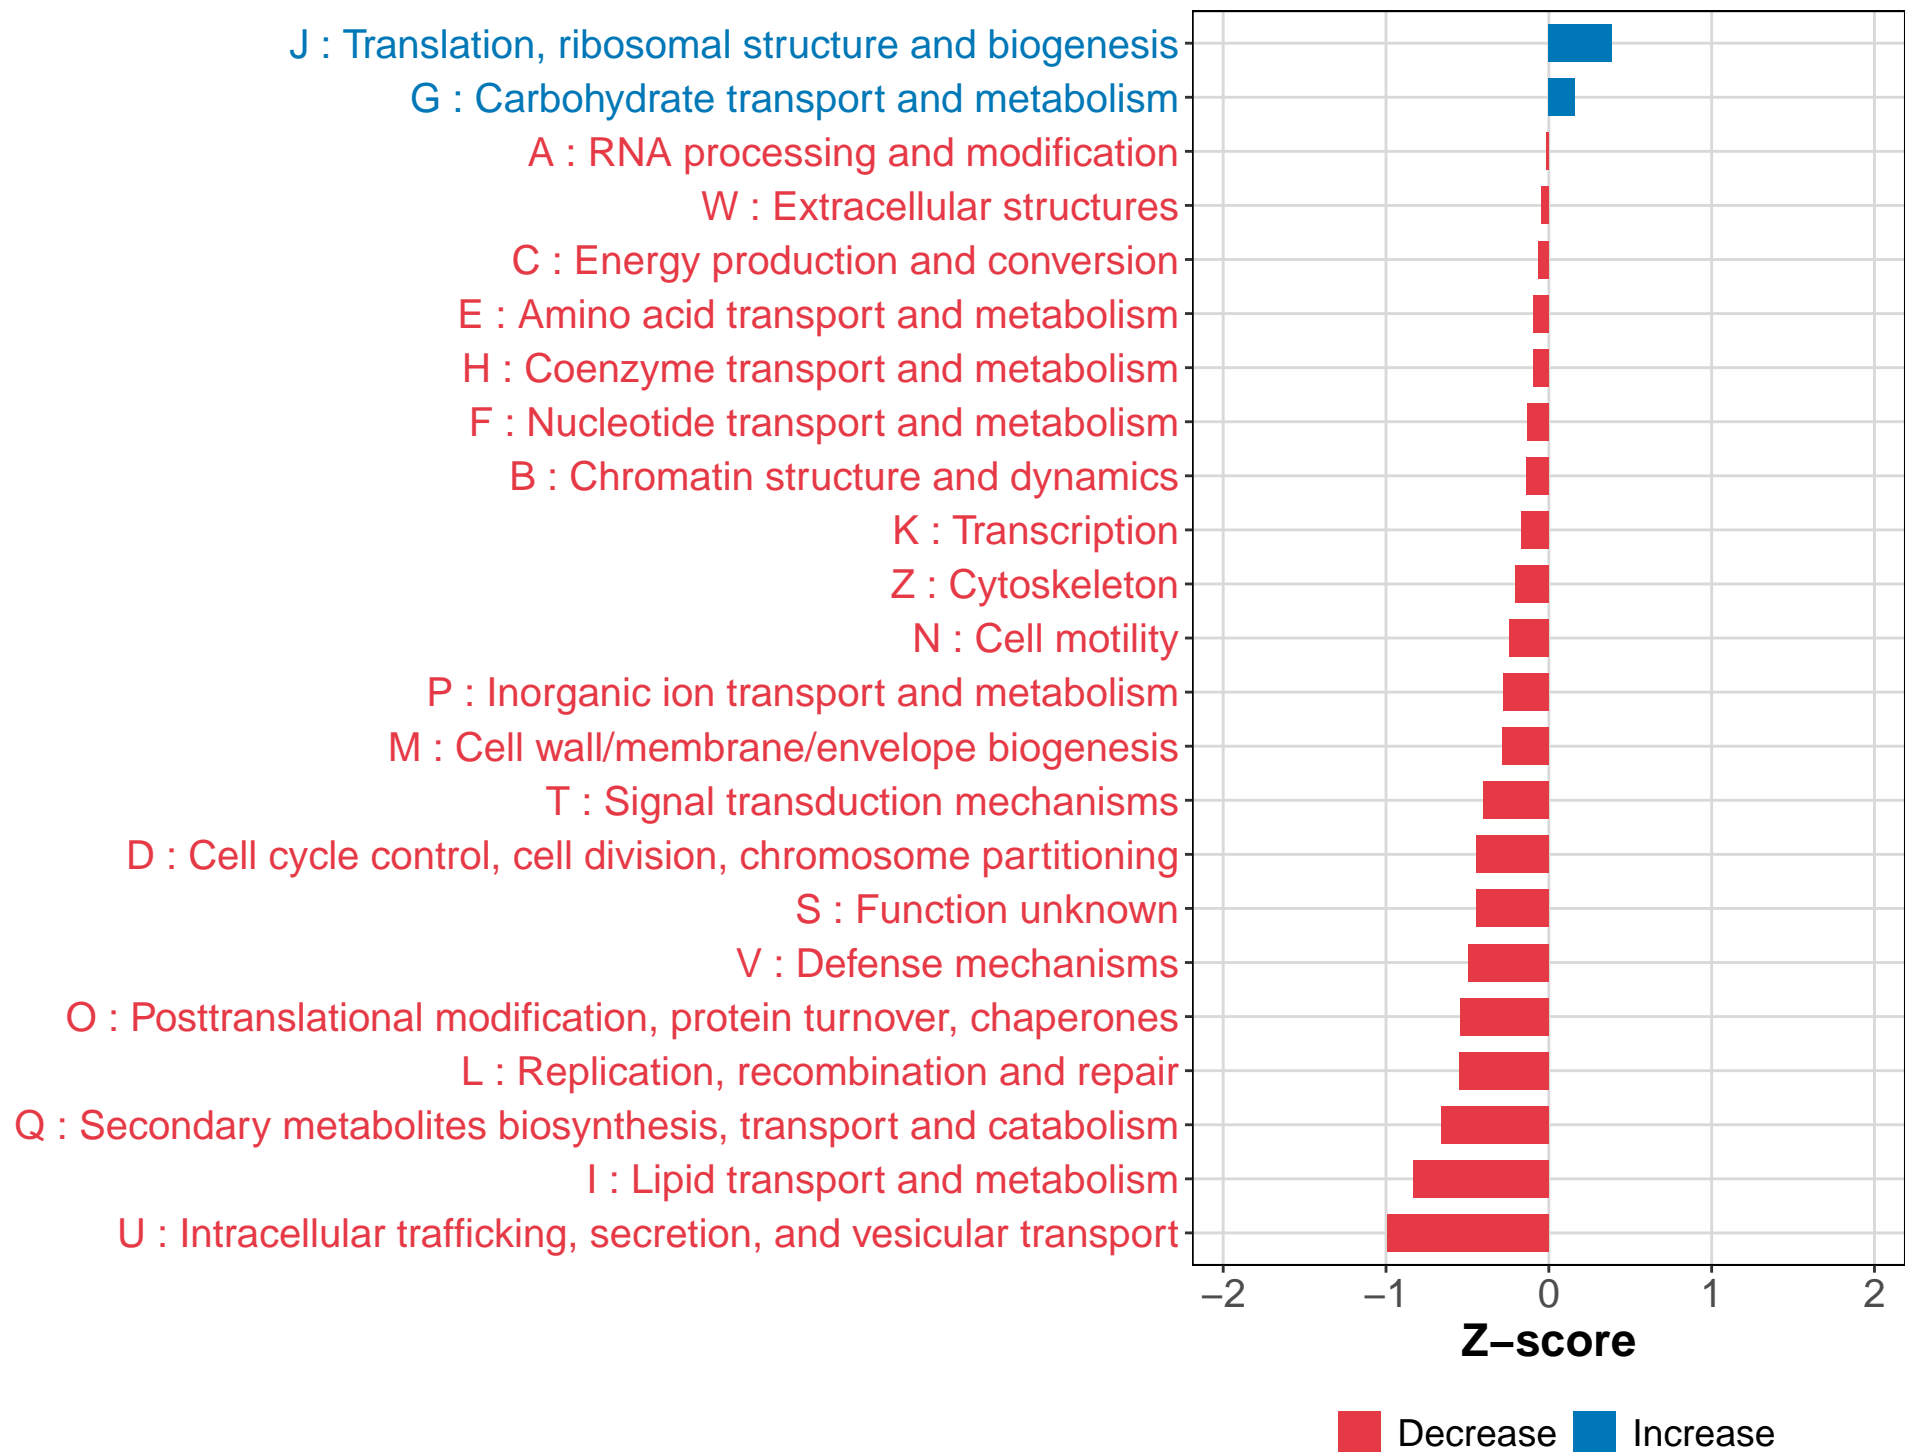 J : Translation, ribosomal structure and biogenesis
G : Carbohydrate transport and metabolism
A : RNA processing and modification
W : Extracellular structures
C : Energy production and conversion
E : Amino acid transport and metabolism
H : Coenzyme transport and metabolism
F : Nucleotide transport and metabolism
B : Chromatin structure and dynamics
K : Transcription
Z : Cytoskeleton
N : Cell motility
P : Inorganic ion transport and metabolism
M : Cell wall/membrane/envelope biogenesis
T : Signal transduction mechanisms
D : Cell cycle control, cell division, chromosome partitioning
S : Function unknown
V : Defense mechanisms
O : Posttranslational modification, protein turnover, chaperones
L : Replication, recombination and repair
Q : Secondary metabolites biosynthesis, transport and catabolism
I : Lipid transport and metabolism
U : Intracellular trafficking, secretion, and vesicular transport
−2 −1 0 1 2
Z−score
Decrease Increase